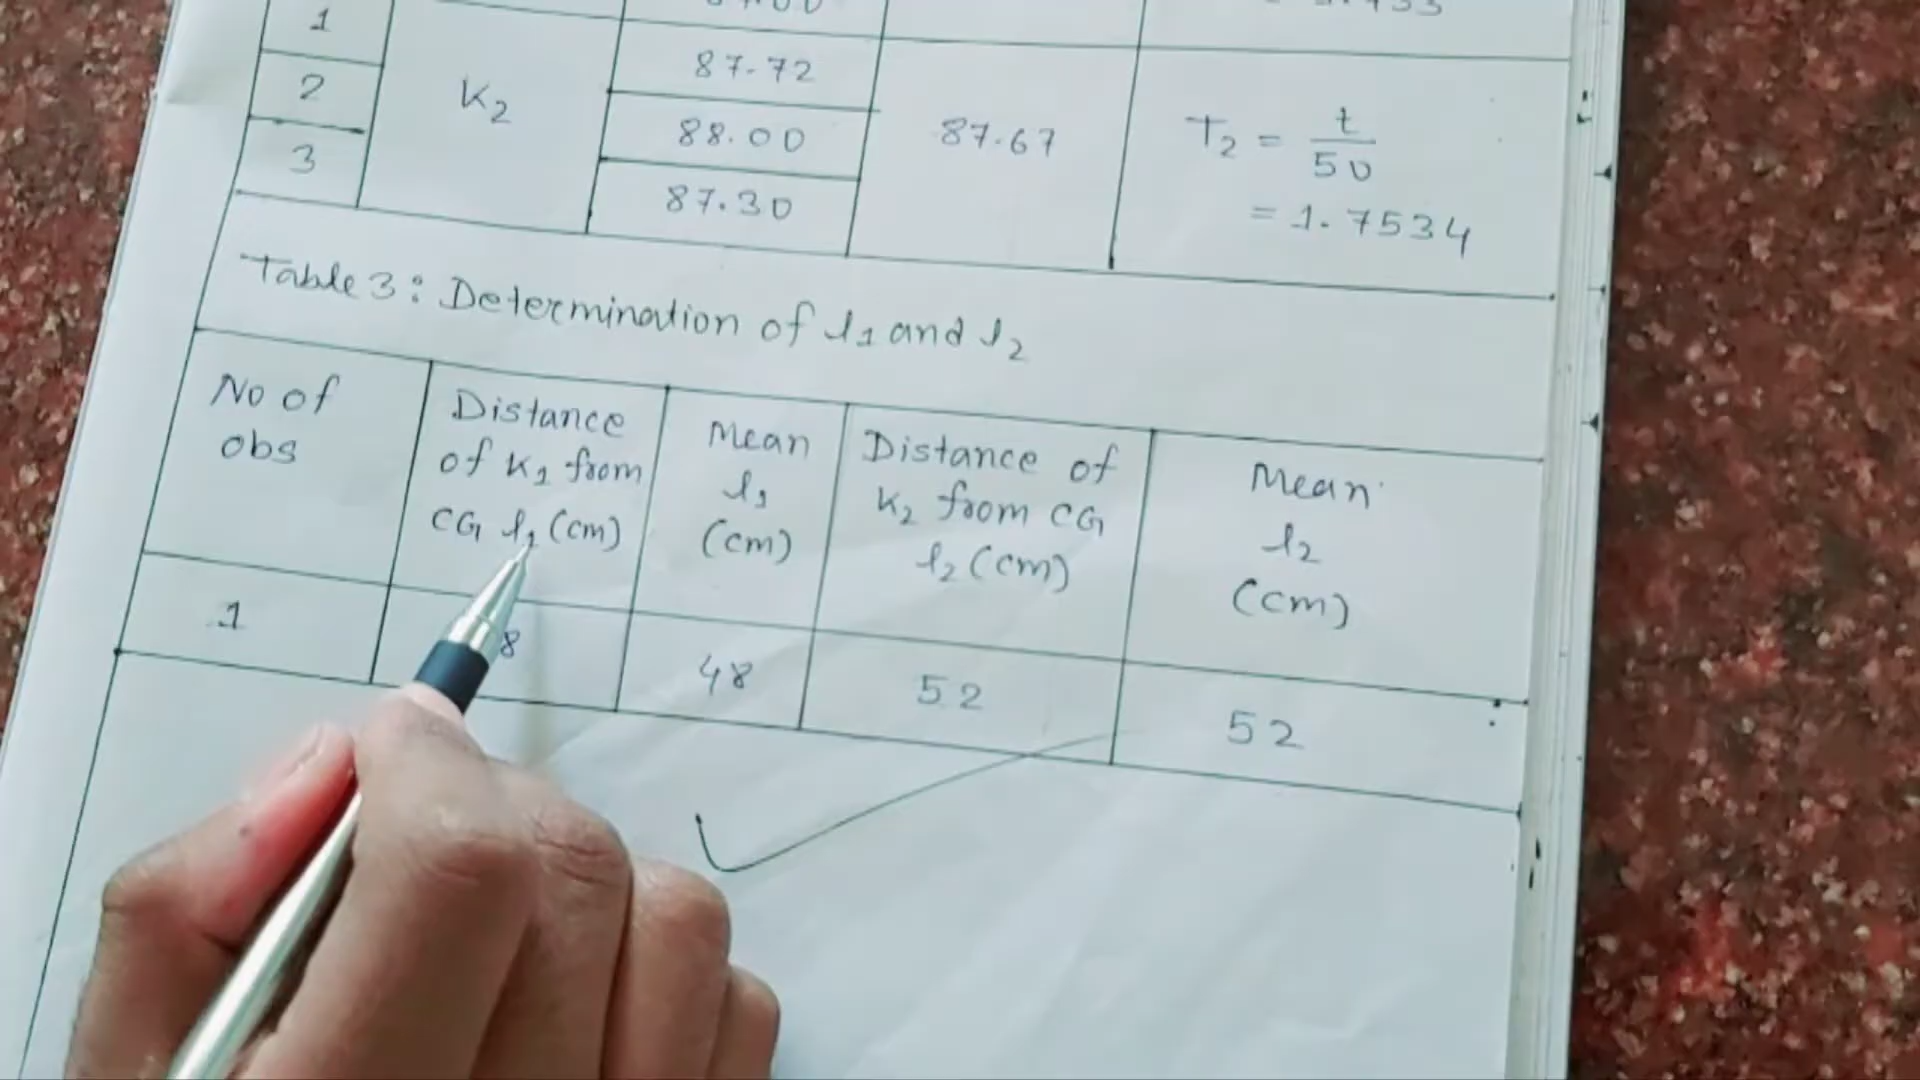 1
87.72
2
K2
88.00
87.67
T2 = t/50
3
87.30
= 1.7534
Table 3: Determination of l1 and l2
No of obs
Distance of K1 from CG l1 (cm)
Mean l1 (cm)
Distance of K2 from CG l2 (cm)
Mean l2 (cm)
1
8
48
52
52